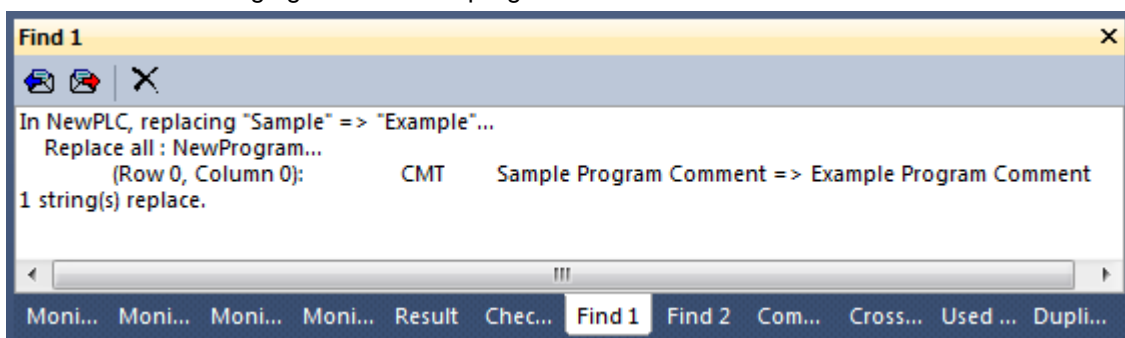 Find 1
In NewPLC, replacing "Sample" => "Example"...
Replace all : NewProgram...
(Row 0, Column 0): CMT Sample Program Comment => Example Program Comment
1 string(s) replace.
Moni... Moni... Moni... Moni... Result Chec... Find 1 Find 2 Com... Cross... Used ... Dupli...